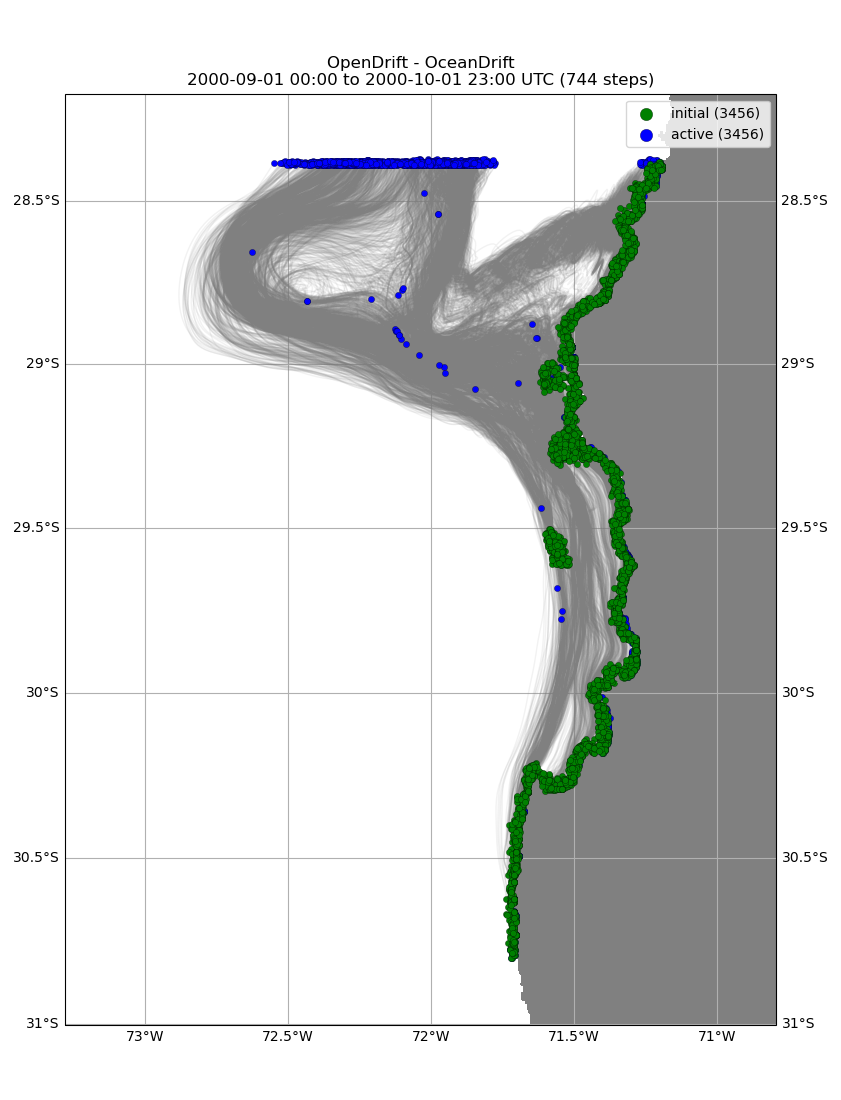 OpenDrift - OceanDrift
2000-09-01 00:00 to 2000-10-01 23:00 UTC (744 steps)
initial (3456)
active (3456)
28.5°S
28.5°S
29°S
29°S
29.5°S
29.5°S
30°S
30°S
30.5°S
30.5°S
31°S
31°S
73°W
72.5°W
72°W
71.5°W
71°W